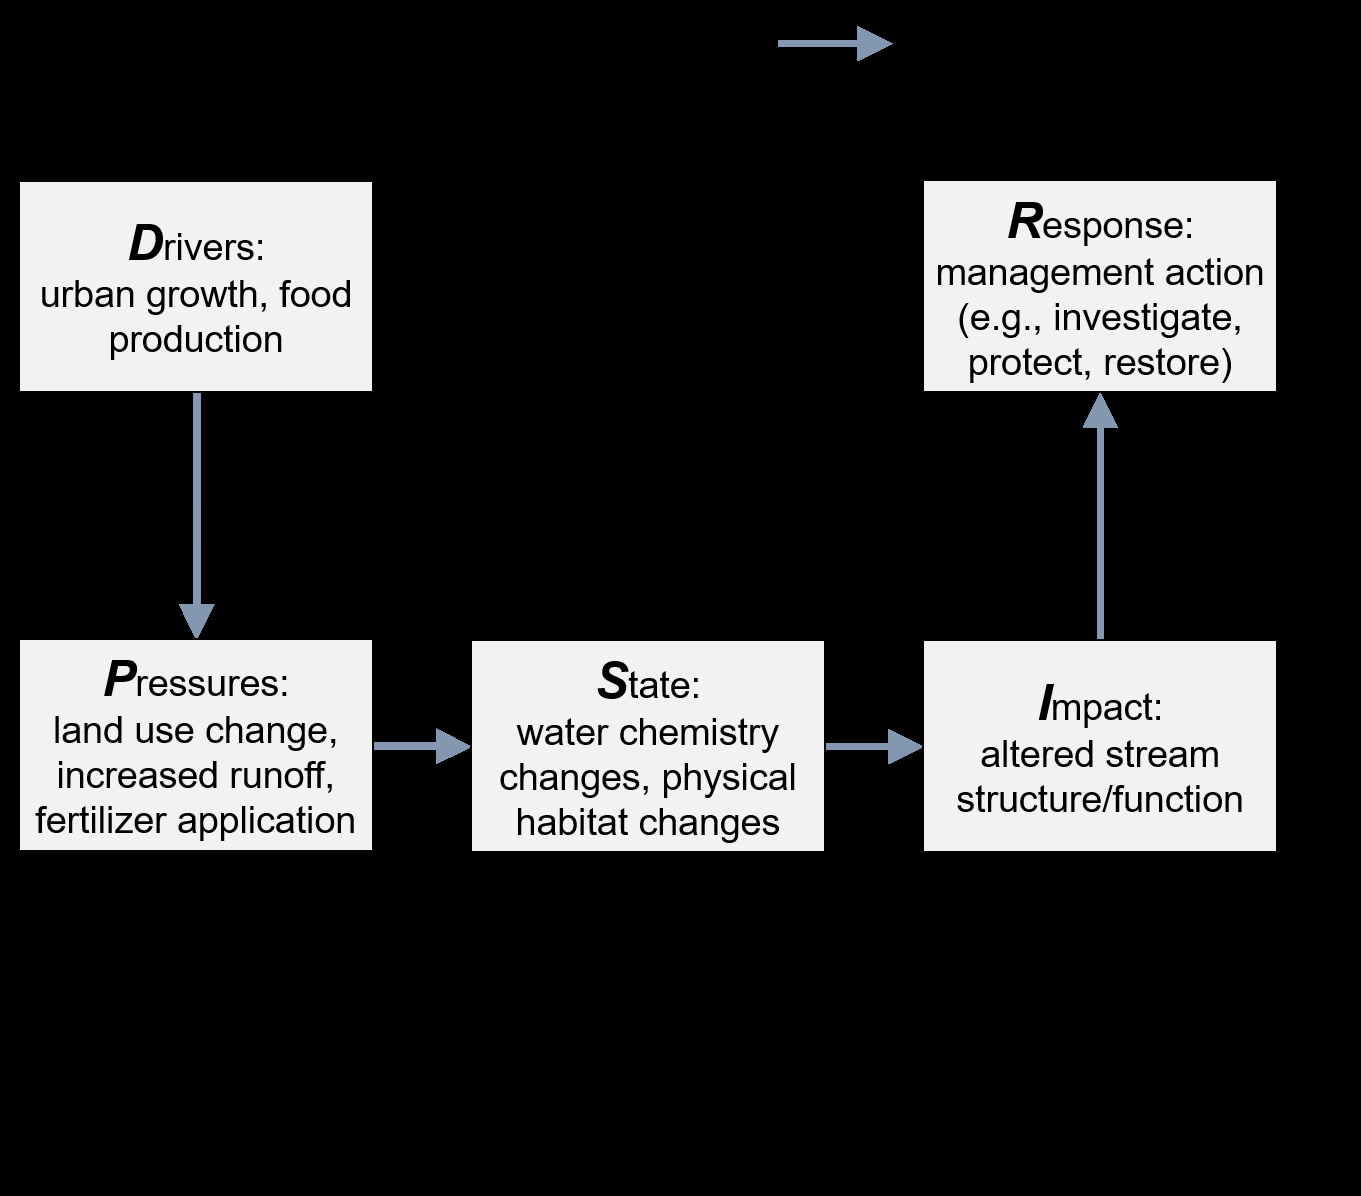 Drivers:
urban growth, food
production
Response:
management action
(e.g., investigate,
protect, restore)
Pressures:
land use change,
increased runoff,
fertilizer application
State:
water chemistry
changes, physical
habitat changes
Impact:
altered stream
structure/function